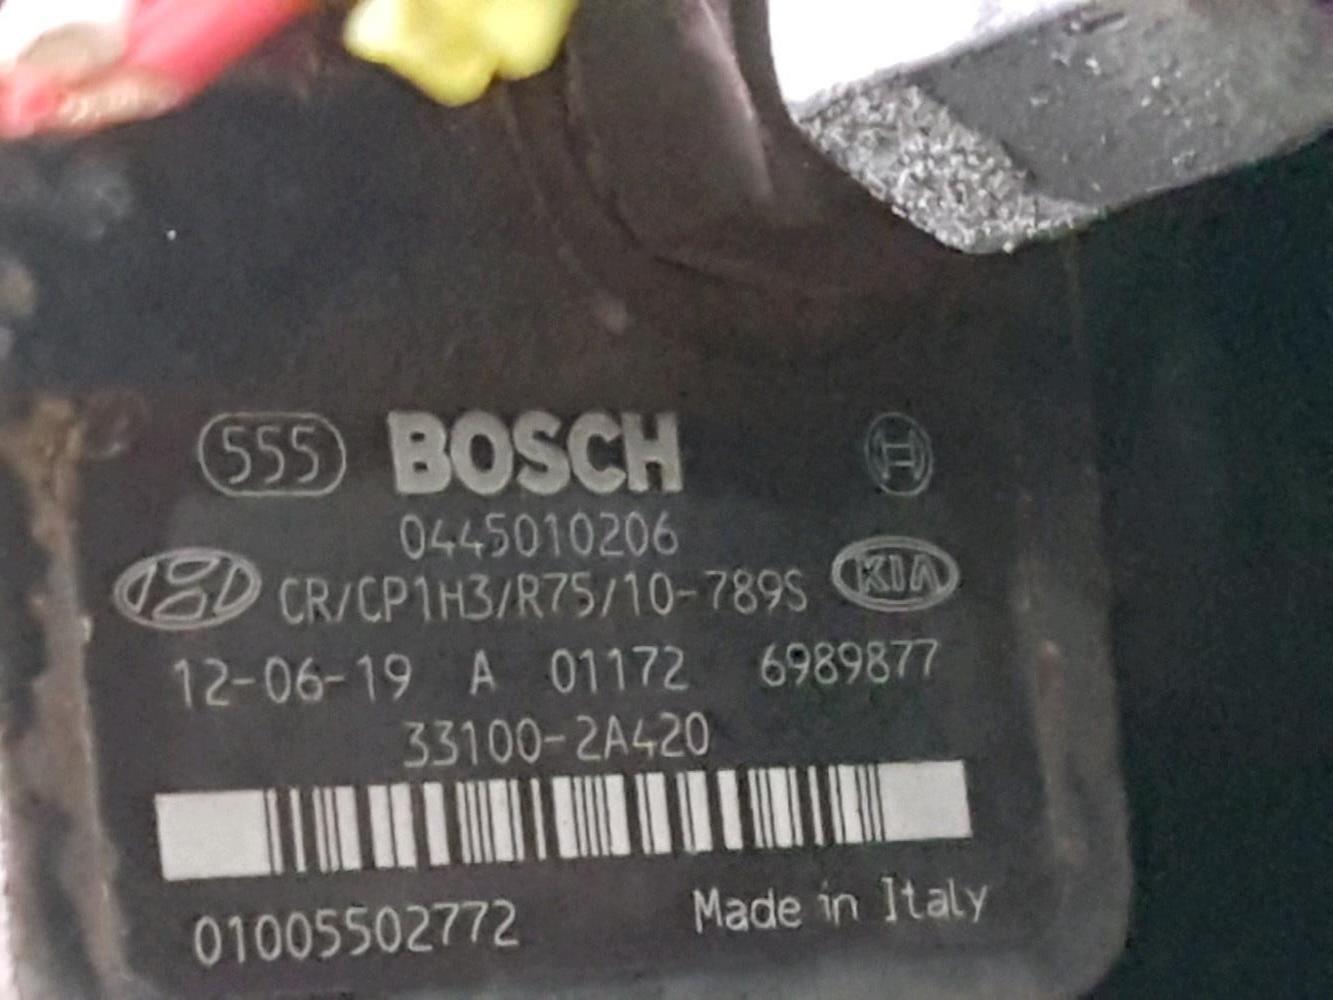 555 BOSCH
0445010206
CR/CP1H3/R75/10-789S KIA
12-06-19 A 01172 6989877
33100-2A420
01005502772 Made in Italy